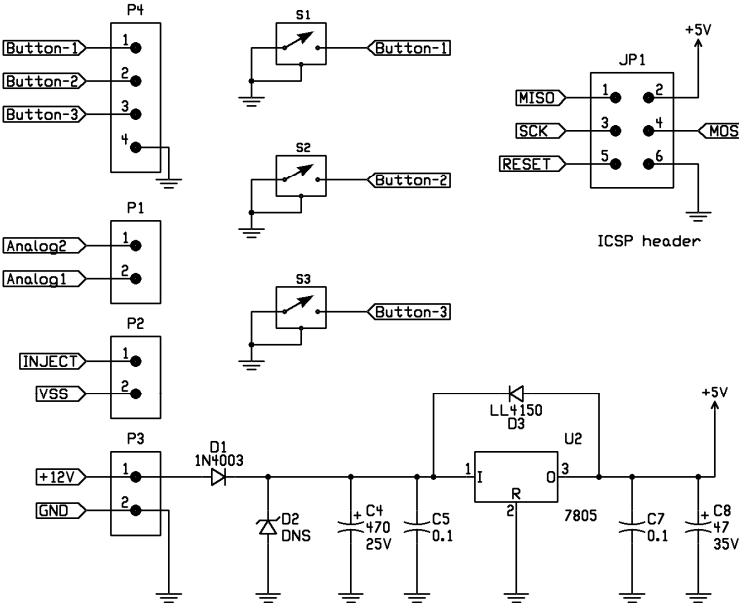 P4
Button-1 1
Button-2 2
Button-3 3
4
S1
Button-1
S2
Button-2
S3
Button-3
+5V
JP1
MISO 1 2
SCK 3 4 MOS
RESET 5 6
ICSP header
P1
Analog2 1
Analog1 2
P2
INJECT 1
VSS 2
P3
+12V 1
GND 2
D1
1N4003
D2
DNS
+ C4
470
25V
C5
0.1
LL4150
D3
U2
1 I O 3
R
2
7805
+5V
C7
0.1
+ C8
47
35V